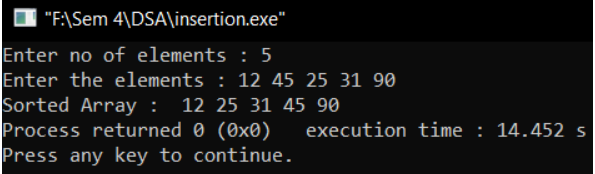 "F:\Sem 4\DSA\insertion.exe"
Enter no of elements : 5
Enter the elements : 12 45 25 31 90
Sorted Array :  12 25 31 45 90
Process returned 0 (0x0)   execution time : 14.452 s
Press any key to continue.